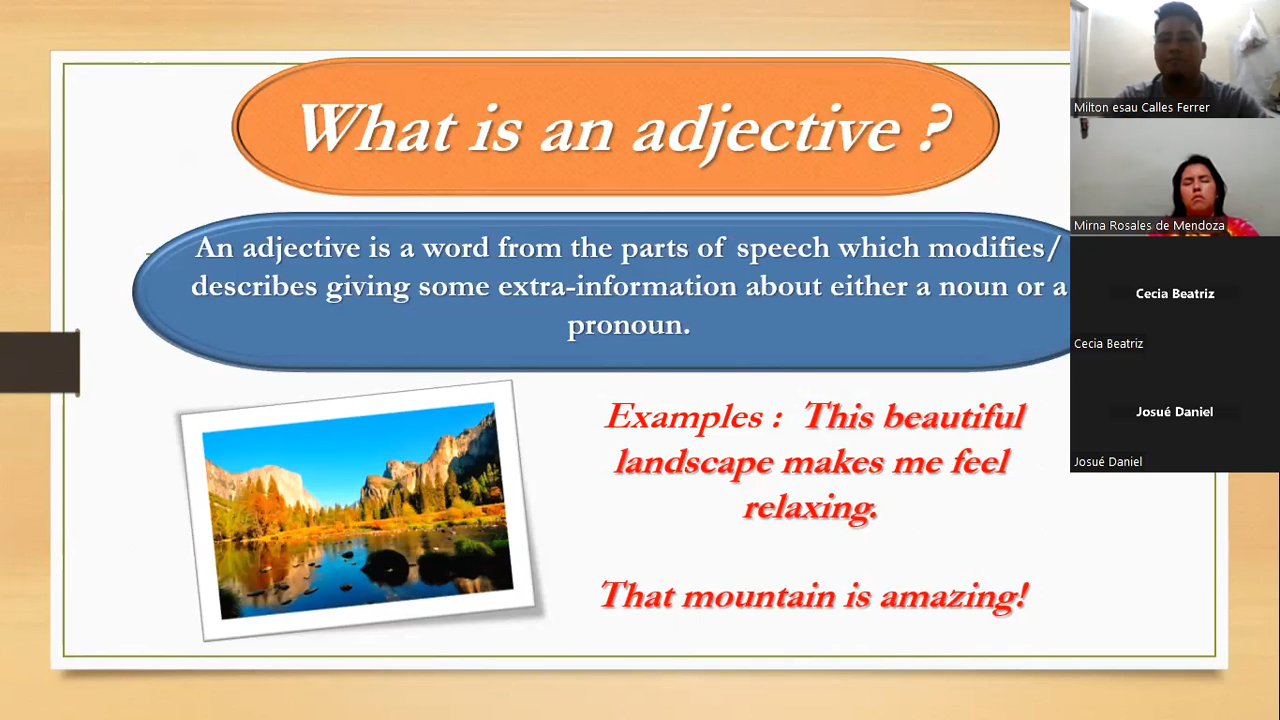 What is an adjective ?
An adjective is a word from the parts of speech which modifies/
describes giving some extra-information about either a noun or a
pronoun.
Examples : This beautiful
landscape makes me feel
relaxing.
That mountain is amazing!
Milton esau Calles Ferrer
Mirna Rosales de Mendoza
Cecia Beatriz
Cecia Beatriz
Josué Daniel
Josué Daniel